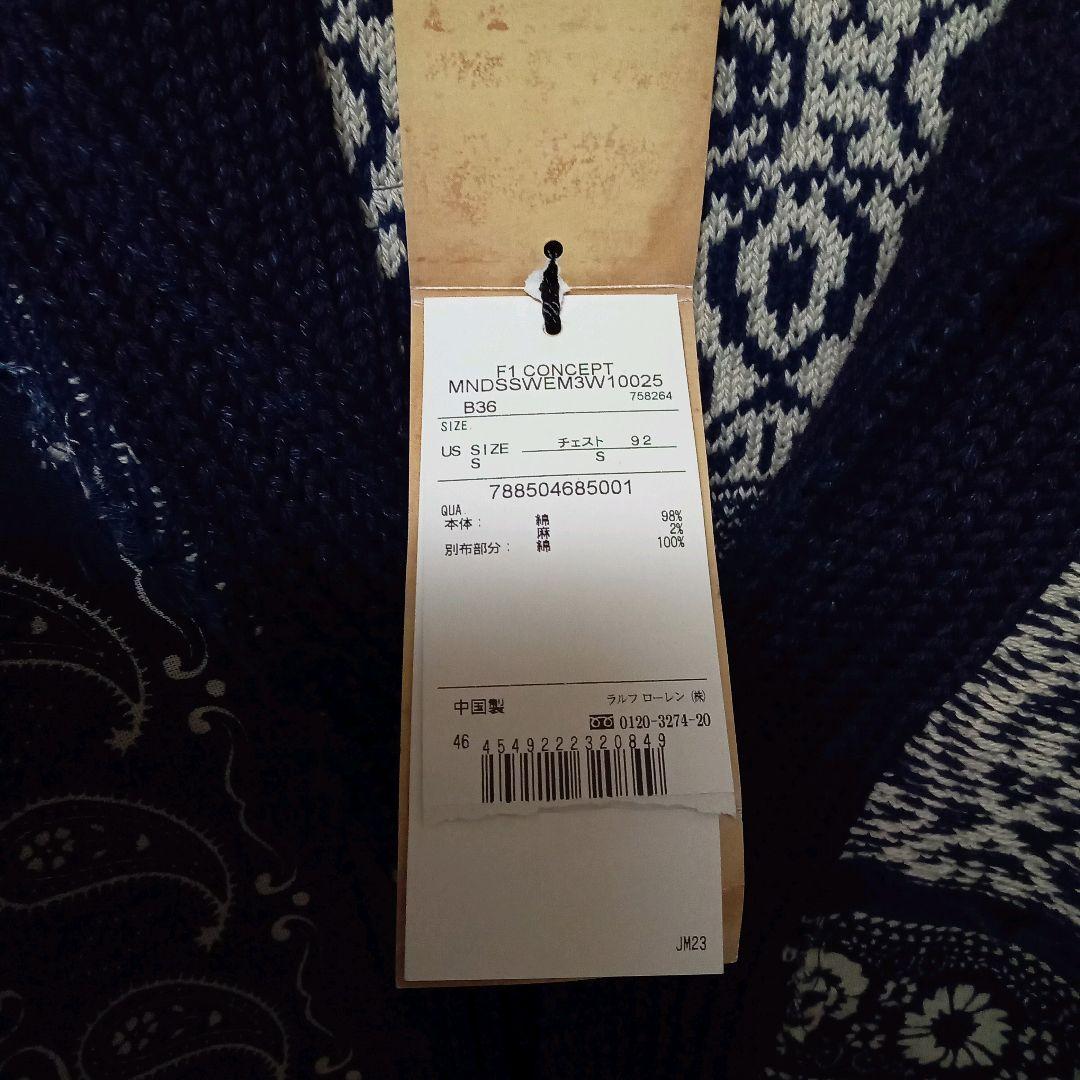 F1 CONCEPT
MNDSSWEM3W10025
B36 758264
SIZE
US SIZE チェスト 92
S S
788504685001
QUA.
本体: 綿 98%
麻 2%
別布部分: 綿 100%
中国製 ラルフ ローレン ㈱
0120-3274-20
46 4549222320849
JM23